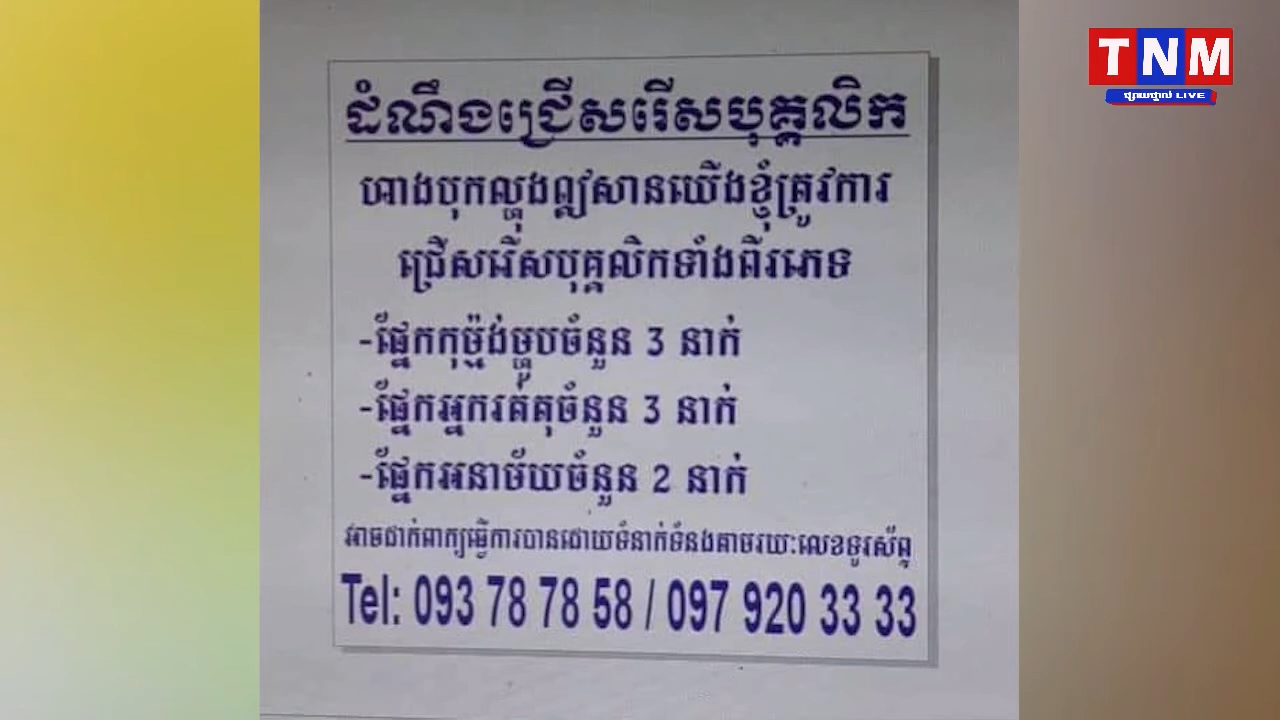 TNM
ផ្សាយផ្ទាល់ LIVE
ដំណឹងជ្រើសរើសបុគ្គលិក
ហាងបុកល្ហុងឦសានយើងខ្ញុំត្រូវការ
ជ្រើសរើសបុគ្គលិកទាំងពីរភេទ
-ផ្នែកកុម្ម៉ង់ម្ហូបចំនួន 3 នាក់
-ផ្នែកអ្នករត់តុចំនួន 3 នាក់
-ផ្នែកអនាម័យចំនួន 2 នាក់
អាចដាក់ពាក្យធ្វើការបានដោយទំនាក់ទំនងតាមរយៈលេខទូរស័ព្ទ
Tel: 093 78 78 58 / 097 920 33 33